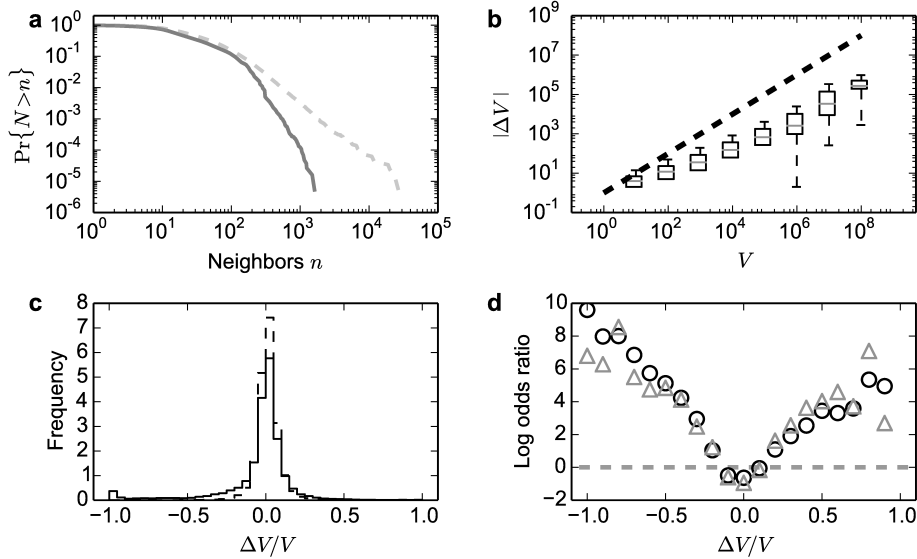 a
Pr{N>n}
10^0
10^-1
10^-2
10^-3
10^-4
10^-5
10^-6
10^0 10^1 10^2 10^3 10^4 10^5
Neighbors n
b
|ΔV|
10^9
10^7
10^5
10^3
10^1
10^-1
10^0 10^2 10^4 10^6 10^8
V
c
Frequency
8
7
6
5
4
3
2
1
0
−1.0 −0.5 0.0 0.5 1.0
ΔV/V
d
Log odds ratio
10
8
6
4
2
0
−2
−1.0 −0.5 0.0 0.5 1.0
ΔV/V